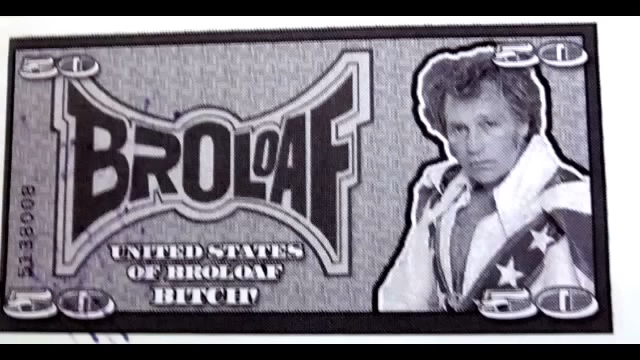 50 50
BROLOAF
5138008
UNITED STATES
OF BROLOAF
BITCH!
50 50